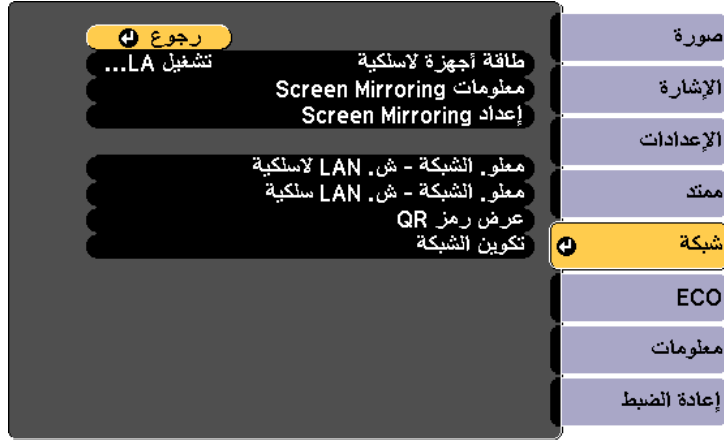 صورة
الإشارة
الإعدادات
ممتد
شبكة
ECO
معلومات
إعادة الضبط
رجوع
طاقة أجهزة لاسلكية تشغيل LA...
معلومات Screen Mirroring
إعداد Screen Mirroring
معلو. الشبكة - ش. LAN لاسلكية
معلو. الشبكة - ش. LAN سلكية
عرض رمز QR
تكوين الشبكة